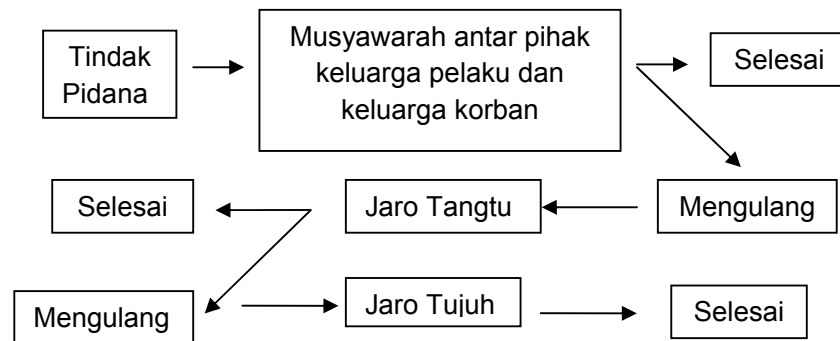 Tindak
Pidana
Musyawarah antar pihak
keluarga pelaku dan
keluarga korban
Selesai
Selesai
Jaro Tangtu
Mengulang
Mengulang
Jaro Tujuh
Selesai